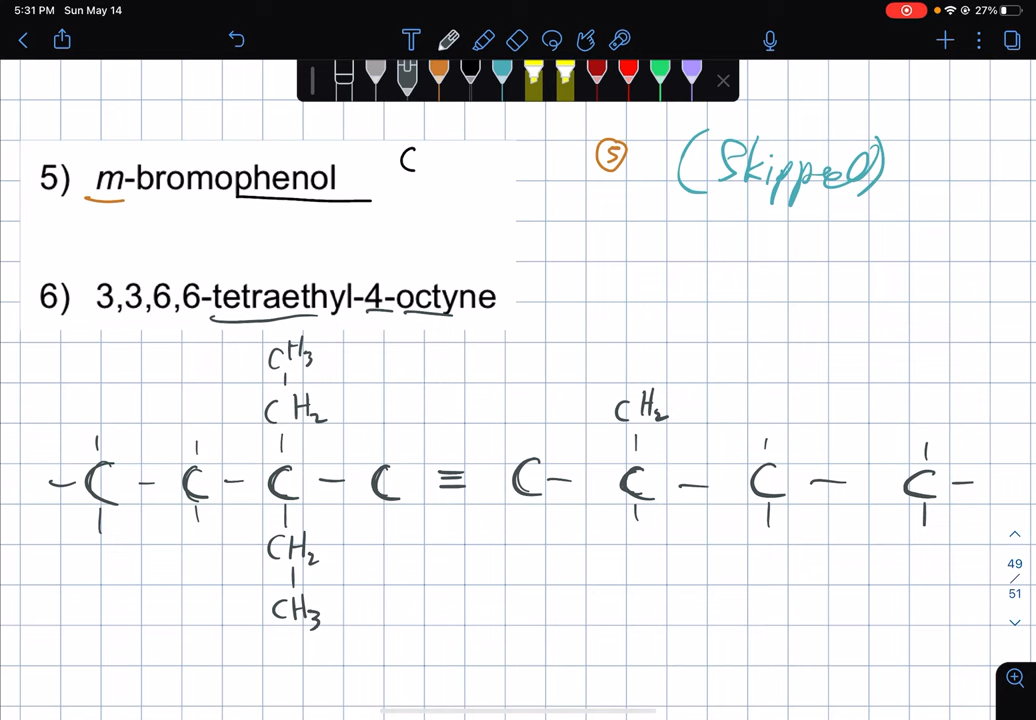 5:31 PM Sun May 14
27%
T
5) m-bromophenol
C
5
(Skipped)
6) 3,3,6,6-tetraethyl-4-octyne
CH3
CH2
CH2
- C - C - C - C ≡ C - C - C - C -
CH2
CH3
49
/
51